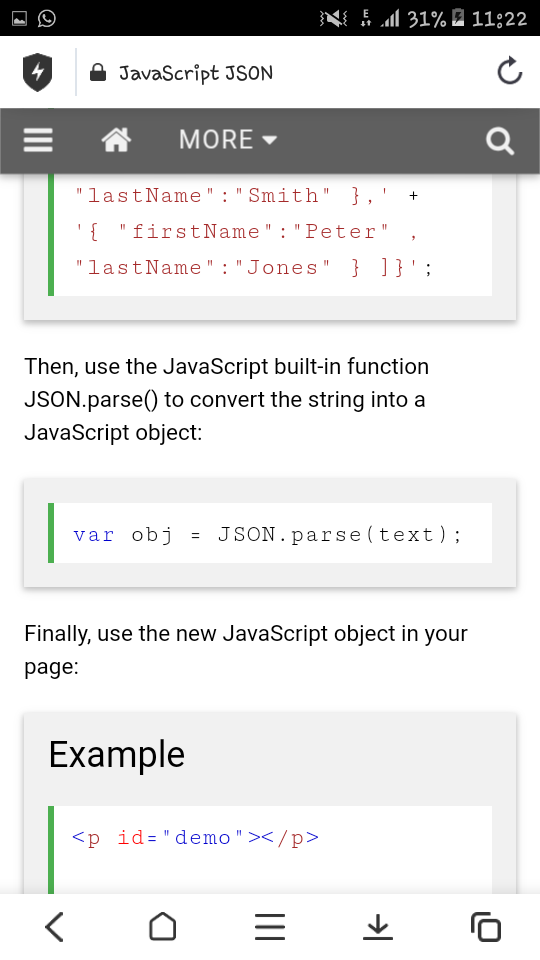 E 31% 11:22
JavaScript JSON
MORE
"lastName":"Smith" },' +
'{ "firstName":"Peter" ,
"lastName":"Jones" } ]}';
Then, use the JavaScript built-in function
JSON.parse() to convert the string into a
JavaScript object:
var obj = JSON.parse(text);
Finally, use the new JavaScript object in your
page:
Example
<p id="demo"></p>